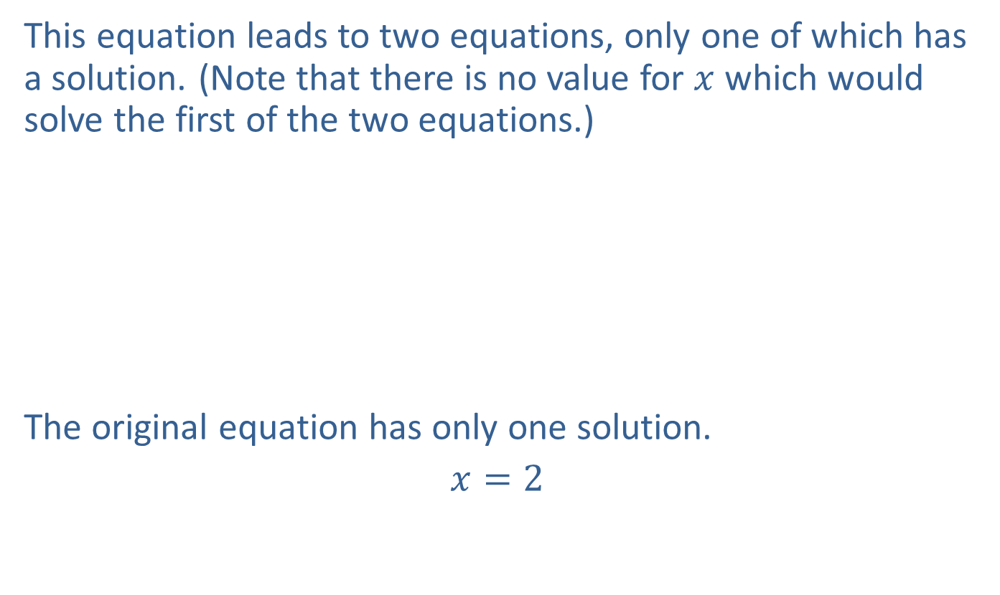 This equation leads to two equations, only one of which has
a solution. (Note that there is no value for x which would
solve the first of the two equations.)
The original equation has only one solution.
x = 2